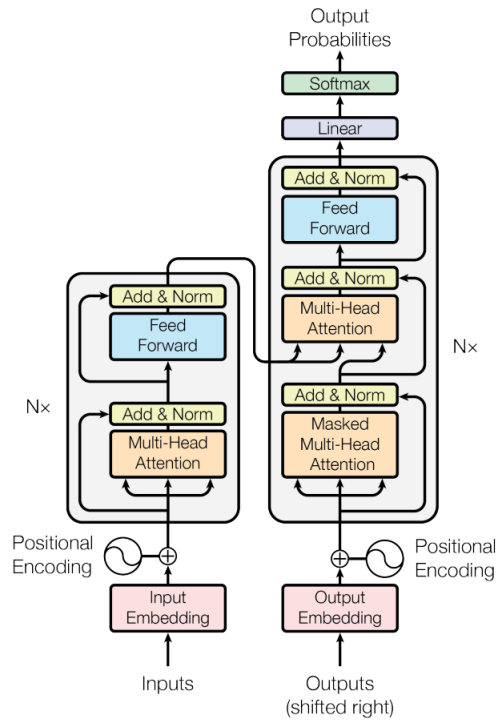 Output
Probabilities
Softmax
Linear
Add & Norm
Feed
Forward
Add & Norm
Multi-Head
Attention
Add & Norm
Masked
Multi-Head
Attention
N×
Add & Norm
Feed
Forward
Add & Norm
Multi-Head
Attention
N×
Positional
Encoding
Positional
Encoding
Input
Embedding
Output
Embedding
Inputs
Outputs
(shifted right)